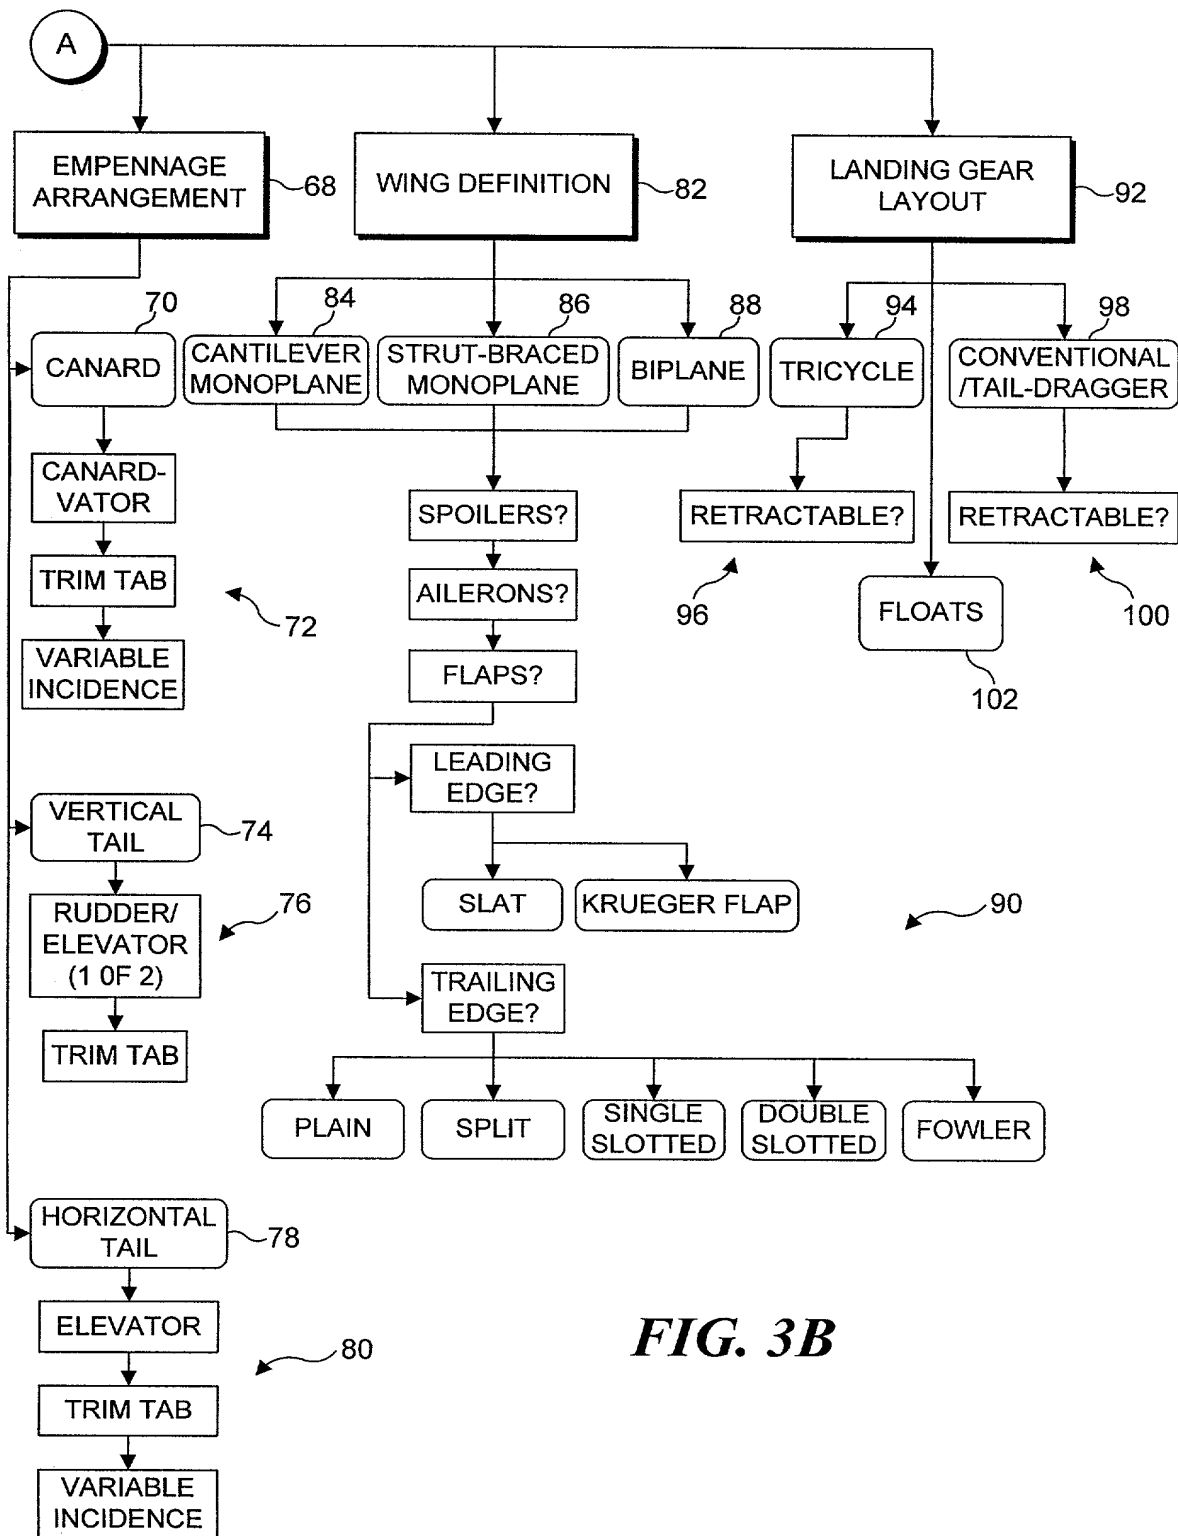 A
EMPENNAGE
ARRANGEMENT
68
WING DEFINITION
82
LANDING GEAR
LAYOUT
92
70
CANARD
CANARD-
VATOR
TRIM TAB
VARIABLE
INCIDENCE
72
VERTICAL
TAIL
74
RUDDER/
ELEVATOR
(1 0F 2)
76
TRIM TAB
HORIZONTAL
TAIL
78
ELEVATOR
TRIM TAB
80
VARIABLE
INCIDENCE
84
CANTILEVER
MONOPLANE
86
STRUT-BRACED
MONOPLANE
88
BIPLANE
SPOILERS?
AILERONS?
FLAPS?
LEADING
EDGE?
SLAT
KRUEGER FLAP
90
TRAILING
EDGE?
PLAIN
SPLIT
SINGLE
SLOTTED
DOUBLE
SLOTTED
FOWLER
94
TRICYCLE
RETRACTABLE?
96
98
CONVENTIONAL
/TAIL-DRAGGER
RETRACTABLE?
100
FLOATS
102
FIG. 3B